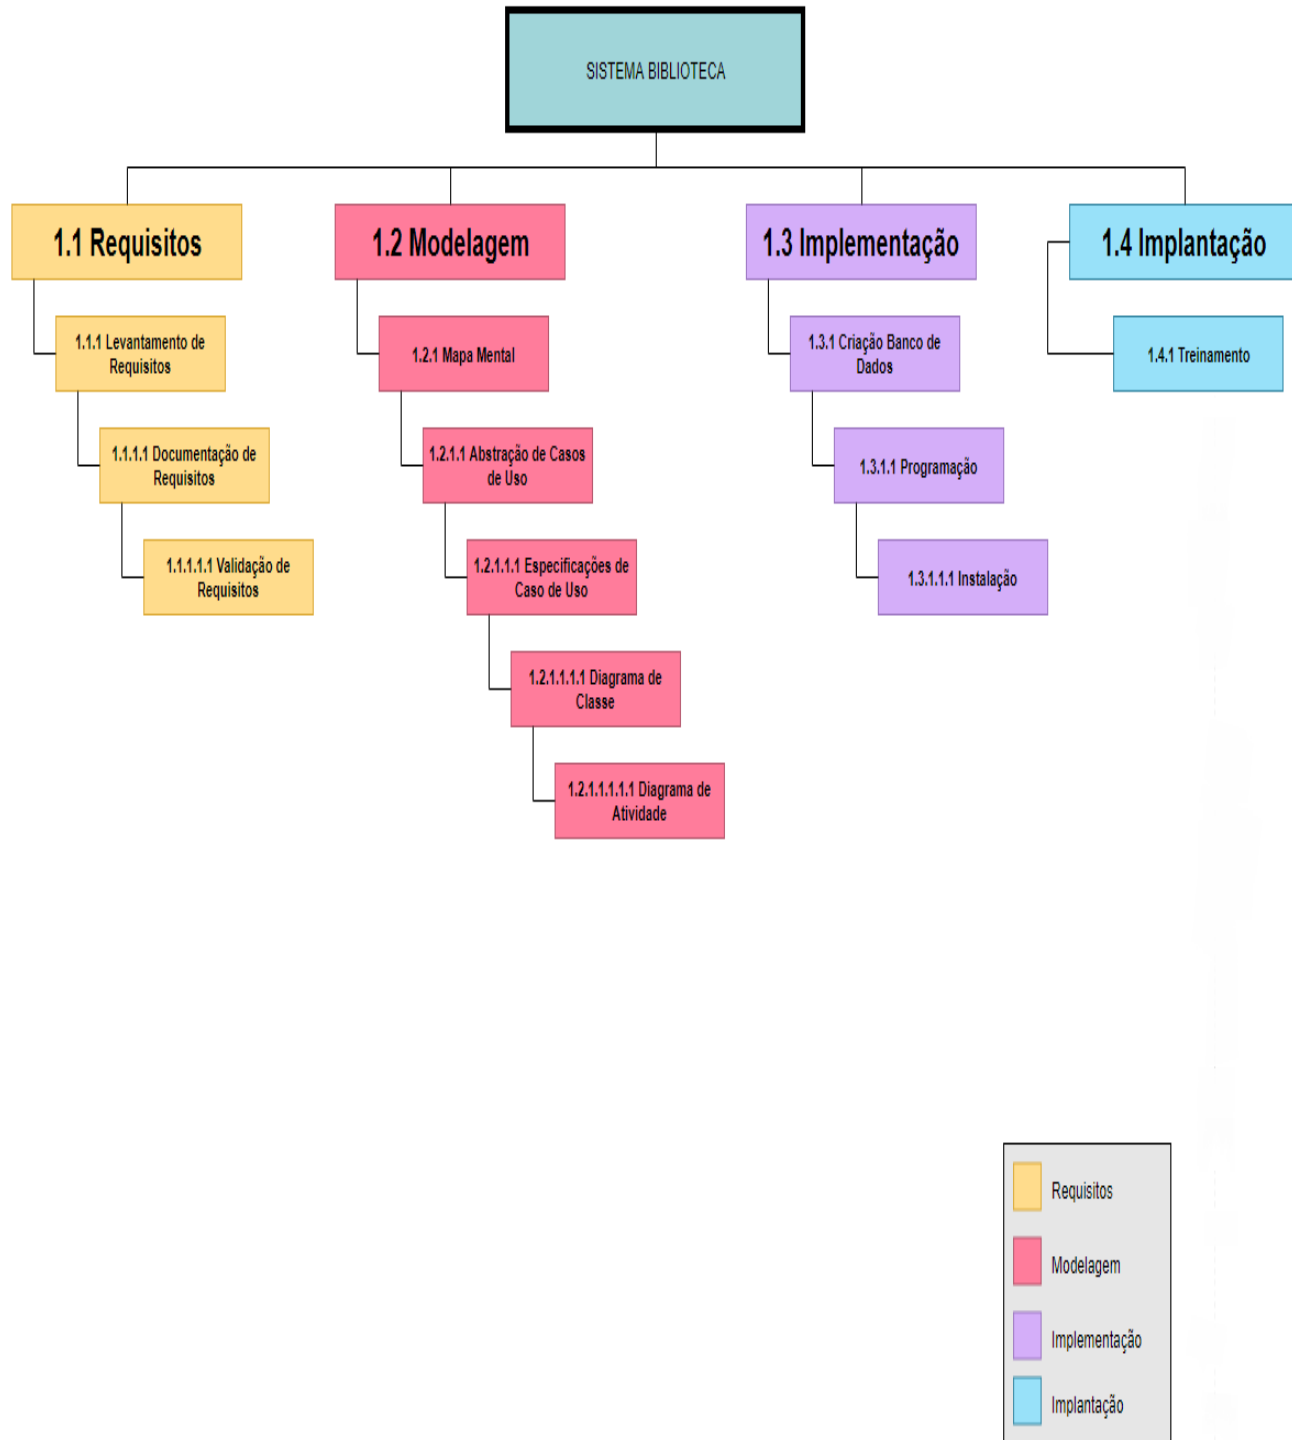 SISTEMA BIBLIOTECA
1.1 Requisitos
1.2 Modelagem
1.3 Implementação
1.4 Implantação
1.1.1 Levantamento de
Requisitos
1.2.1 Mapa Mental
1.3.1 Criação Banco de
Dados
1.4.1 Treinamento
1.1.1.1 Documentação de
Requisitos
1.2.1.1 Abstração de Casos
de Uso
1.3.1.1 Programação
1.1.1.1.1 Validação de
Requisitos
1.2.1.1.1 Especificações de
Caso de Uso
1.3.1.1.1 Instalação
1.2.1.1.1.1 Diagrama de
Classe
1.2.1.1.1.1.1 Diagrama de
Atividade
Requisitos
Modelagem
Implementação
Implantação